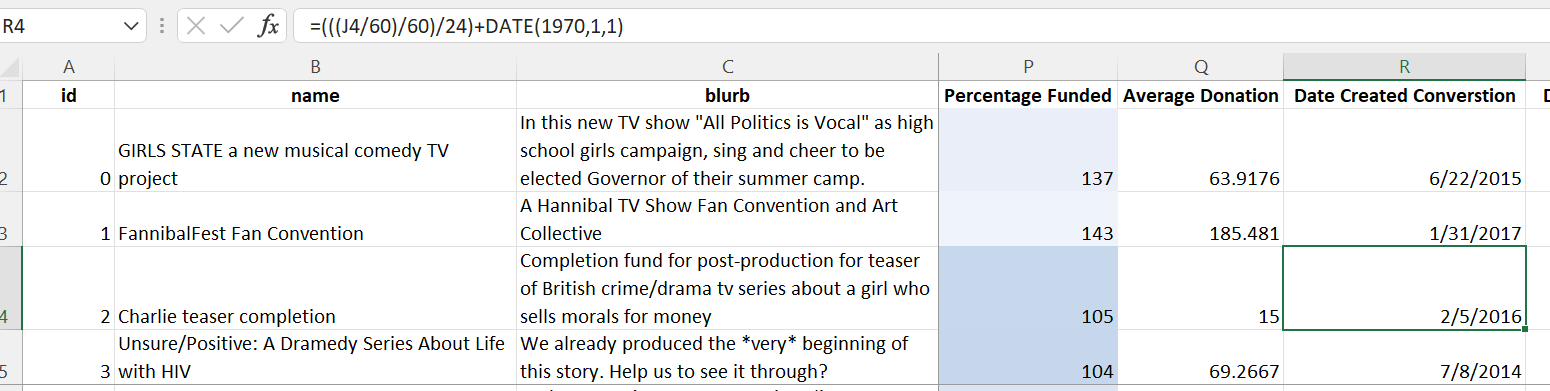 R4 fx =(((J4/60)/60)/24)+DATE(1970,1,1)
A B C P Q R
1 id name blurb Percentage Funded Average Donation Date Created Converstion
In this new TV show "All Politics is Vocal" as high
GIRLS STATE a new musical comedy TV school girls campaign, sing and cheer to be
2 0 project elected Governor of their summer camp. 137 63.9176 6/22/2015
A Hannibal TV Show Fan Convention and Art
3 1 FannibalFest Fan Convention Collective 143 185.481 1/31/2017
Completion fund for post-production for teaser
of British crime/drama tv series about a girl who
4 2 Charlie teaser completion sells morals for money 105 15 2/5/2016
Unsure/Positive: A Dramedy Series About Life We already produced the *very* beginning of
5 3 with HIV this story. Help us to see it through? 104 69.2667 7/8/2014